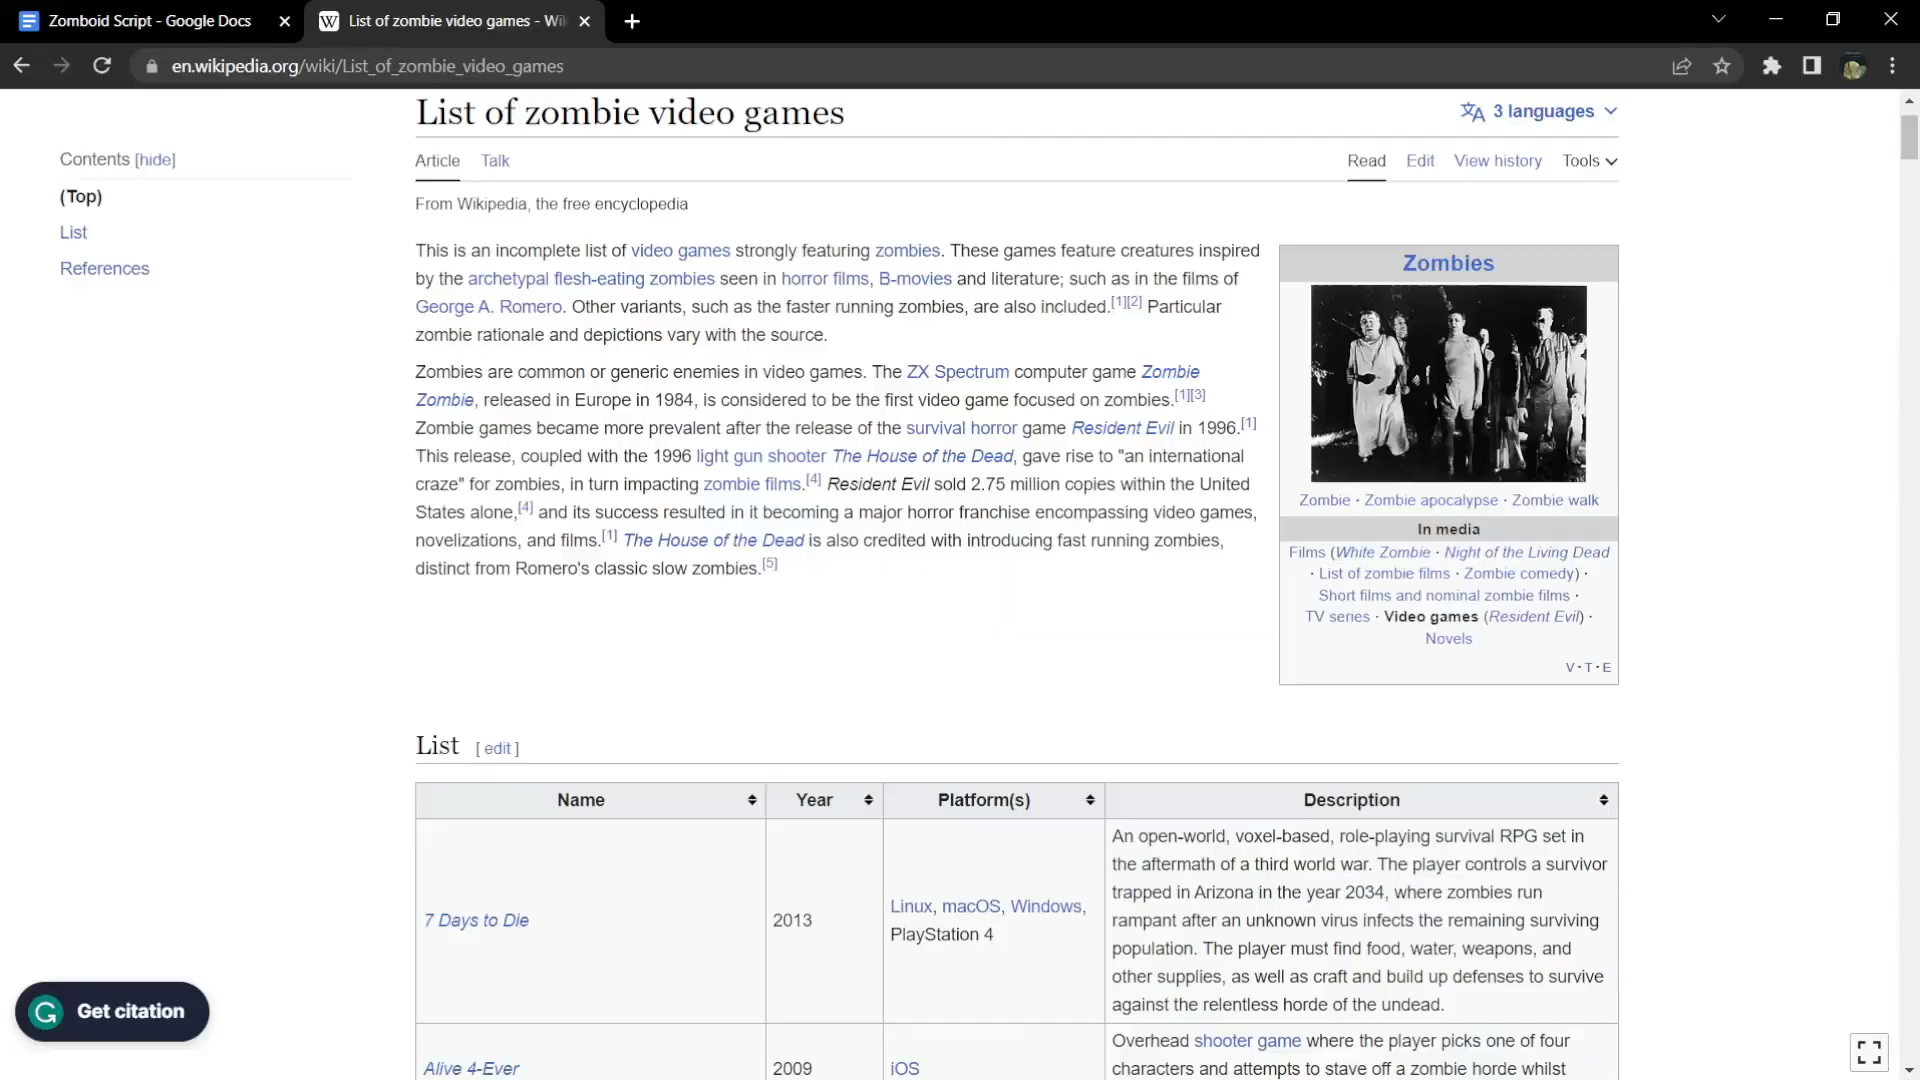 Zomboid Script - Google Docs
List of zombie video games - Wi
en.wikipedia.org/wiki/List_of_zombie_video_games
List of zombie video games
3 languages
Contents [hide]
(Top)
List
References
Article Talk
Read Edit View history Tools
From Wikipedia, the free encyclopedia
This is an incomplete list of video games strongly featuring zombies. These games feature creatures inspired
by the archetypal flesh-eating zombies seen in horror films, B-movies and literature; such as in the films of
George A. Romero. Other variants, such as the faster running zombies, are also included.[1][2] Particular
zombie rationale and depictions vary with the source.
Zombies are common or generic enemies in video games. The ZX Spectrum computer game Zombie
Zombie, released in Europe in 1984, is considered to be the first video game focused on zombies.[1][3]
Zombie games became more prevalent after the release of the survival horror game Resident Evil in 1996.[1]
This release, coupled with the 1996 light gun shooter The House of the Dead, gave rise to "an international
craze" for zombies, in turn impacting zombie films.[4] Resident Evil sold 2.75 million copies within the United
States alone,[4] and its success resulted in it becoming a major horror franchise encompassing video games,
novelizations, and films.[1] The House of the Dead is also credited with introducing fast running zombies,
distinct from Romero's classic slow zombies.[5]
Zombies
Zombie · Zombie apocalypse · Zombie walk
In media
Films (White Zombie · Night of the Living Dead
· List of zombie films · Zombie comedy) ·
Short films and nominal zombie films ·
TV series · Video games (Resident Evil) ·
Novels
V · T · E
List [ edit ]
Name Year Platform(s) Description
7 Days to Die
2013
Linux, macOS, Windows,
PlayStation 4
An open-world, voxel-based, role-playing survival RPG set in
the aftermath of a third world war. The player controls a survivor
trapped in Arizona in the year 2034, where zombies run
rampant after an unknown virus infects the remaining surviving
population. The player must find food, water, weapons, and
other supplies, as well as craft and build up defenses to survive
against the relentless horde of the undead.
Alive 4-Ever
2009
iOS
Overhead shooter game where the player picks one of four
characters and attempts to stave off a zombie horde whilst
Get citation